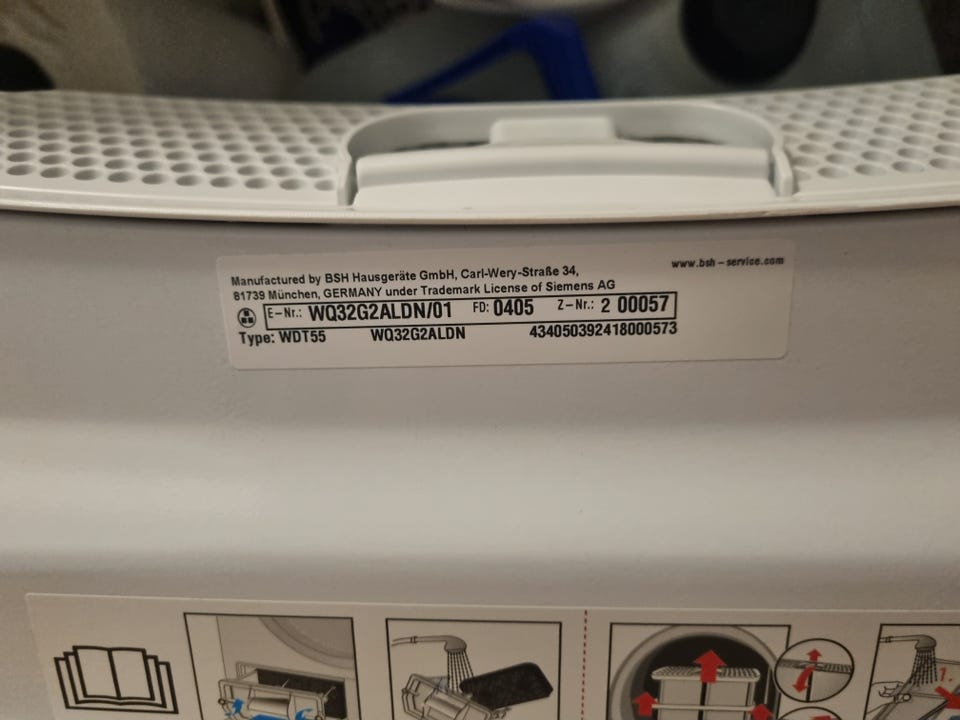 Manufactured by BSH Hausgeräte GmbH, Carl-Wery-Straße 34,
81739 München, GERMANY under Trademark License of Siemens AG
www.bsh-service.com
E-Nr.: WQ32G2ALDN/01 FD: 0405 Z-Nr.: 2 00057
Type: WDT55 WQ32G2ALDN 434050392418000573
1.